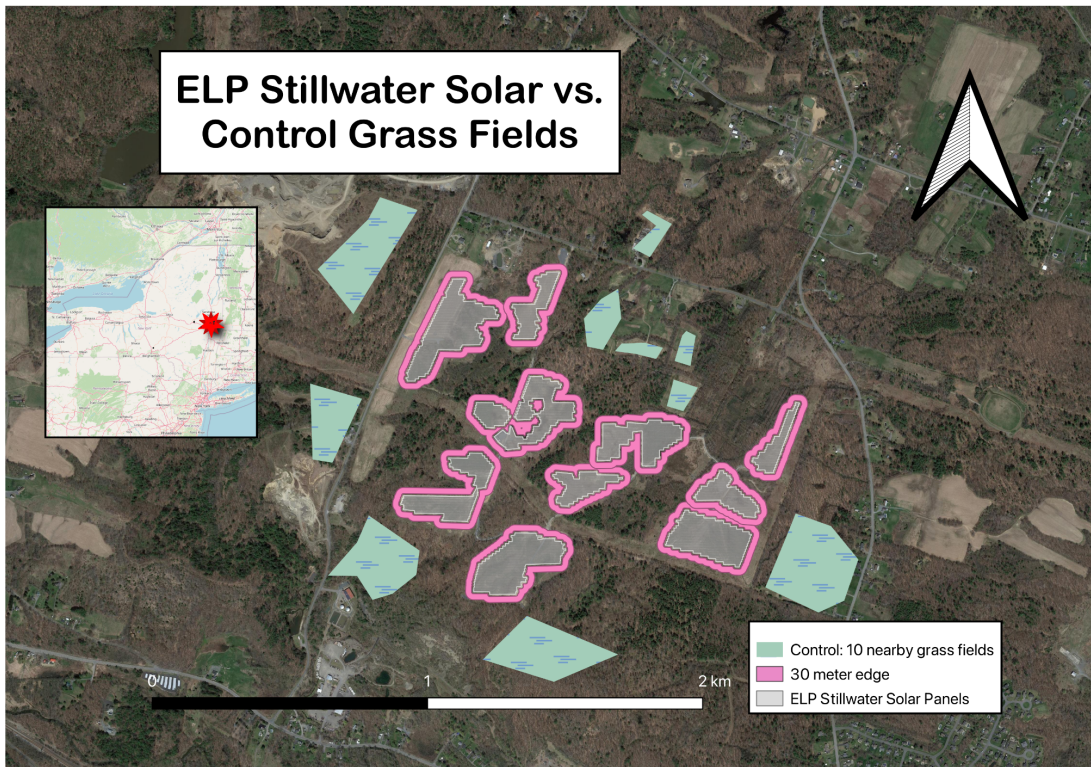 ELP Stillwater Solar vs.
Control Grass Fields
Control: 10 nearby grass fields
30 meter edge
ELP Stillwater Solar Panels
0
1
2 km